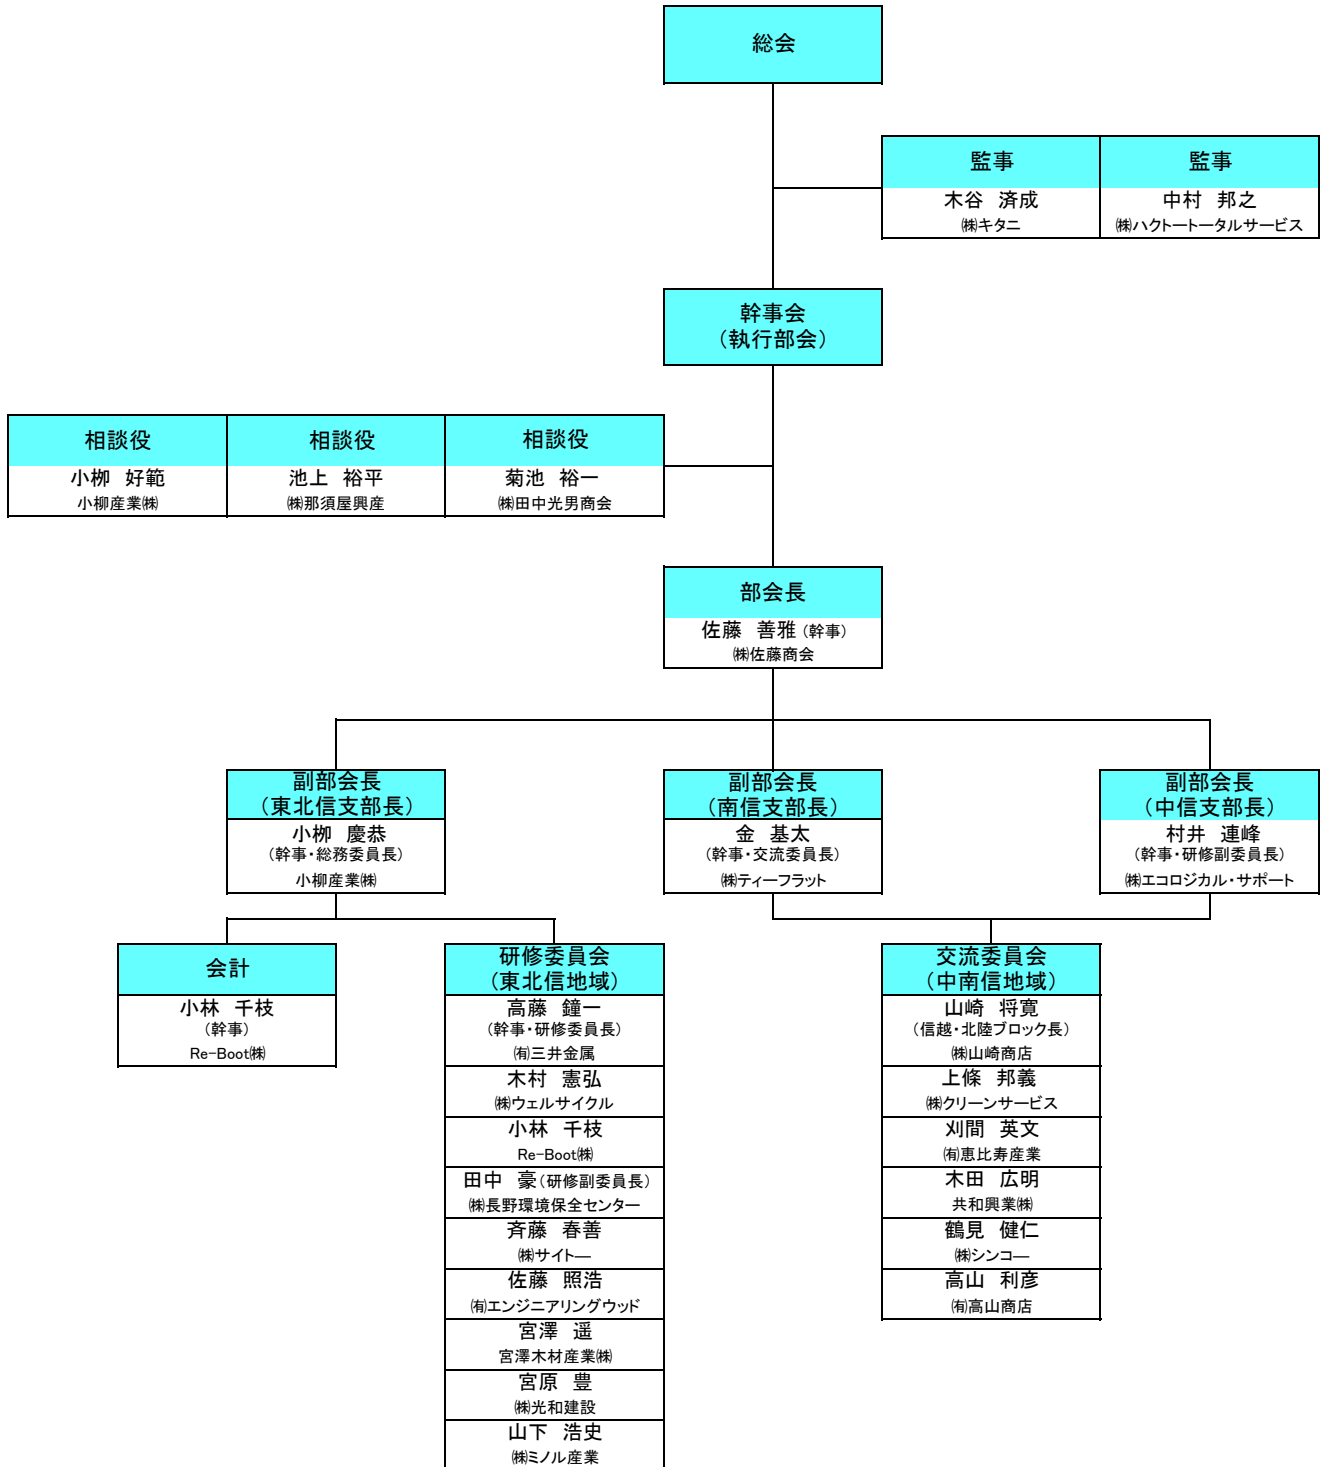 総会
監事
木谷 済成
㈱キタニ
監事
中村 邦之
㈱ハクトートータルサービス
幹事会
（執行部会）
相談役
小栁 好範
小柳産業㈱
相談役
池上 裕平
㈱那須屋興産
相談役
菊池 裕一
㈱田中光男商会
部会長
佐藤 善雅（幹事）
㈱佐藤商会
副部会長
（東北信支部長）
小栁 慶恭
（幹事・総務委員長）
小柳産業㈱
副部会長
（南信支部長）
金 基太
（幹事・交流委員長）
㈱ティーフラット
副部会長
（中信支部長）
村井 連峰
（幹事・研修副委員長）
㈱エコロジカル・サポート
会計
小林 千枝
（幹事）
Re-Boot㈱
研修委員会
（東北信地域）
高藤 鐘一
（幹事・研修委員長）
㈲三井金属
木村 憲弘
㈱ウェルサイクル
小林 千枝
Re-Boot㈱
田中 豪（研修副委員長）
㈱長野環境保全センター
斉藤 春善
㈱サイト―
佐藤 照浩
㈲エンジニアリングウッド
宮澤 遥
宮澤木材産業㈱
宮原 豊
㈱光和建設
山下 浩史
㈱ミノル産業
交流委員会
（中南信地域）
山崎 将寛
（信越・北陸ブロック長）
㈱山崎商店
上條 邦義
㈱クリーンサービス
刈間 英文
㈲恵比寿産業
木田 広明
共和興業㈱
鶴見 健仁
㈱シンコ―
高山 利彦
㈲高山商店